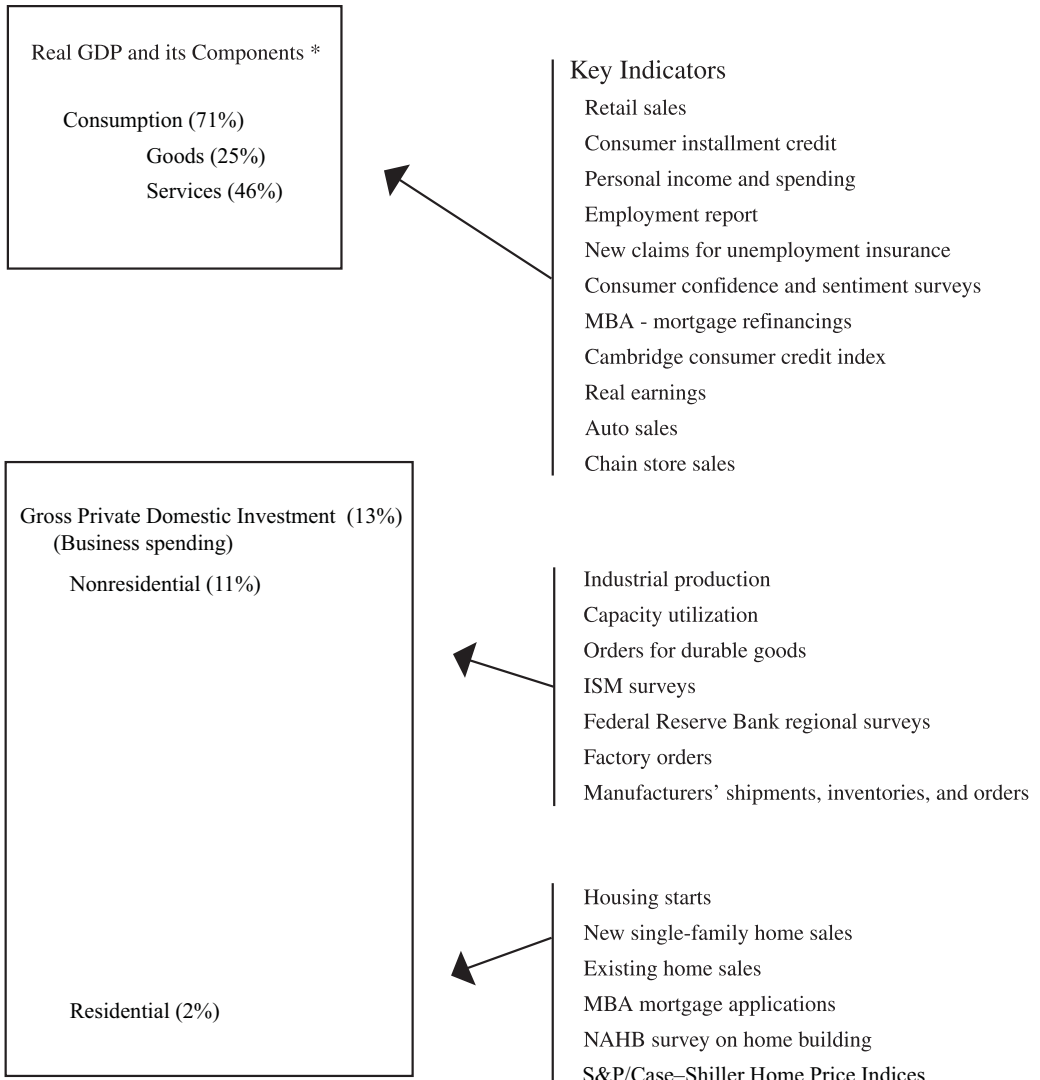 Real GDP and its Components *
Consumption (71%)
Goods (25%)
Services (46%)
Key Indicators
Retail sales
Consumer installment credit
Personal income and spending
Employment report
New claims for unemployment insurance
Consumer confidence and sentiment surveys
MBA - mortgage refinancings
Cambridge consumer credit index
Real earnings
Auto sales
Chain store sales
Gross Private Domestic Investment (13%)
(Business spending)
Nonresidential (11%)
Industrial production
Capacity utilization
Orders for durable goods
ISM surveys
Federal Reserve Bank regional surveys
Factory orders
Manufacturers’ shipments, inventories, and orders
Residential (2%)
Housing starts
New single-family home sales
Existing home sales
MBA mortgage applications
NAHB survey on home building
S&P/Case–Shiller Home Price Indices